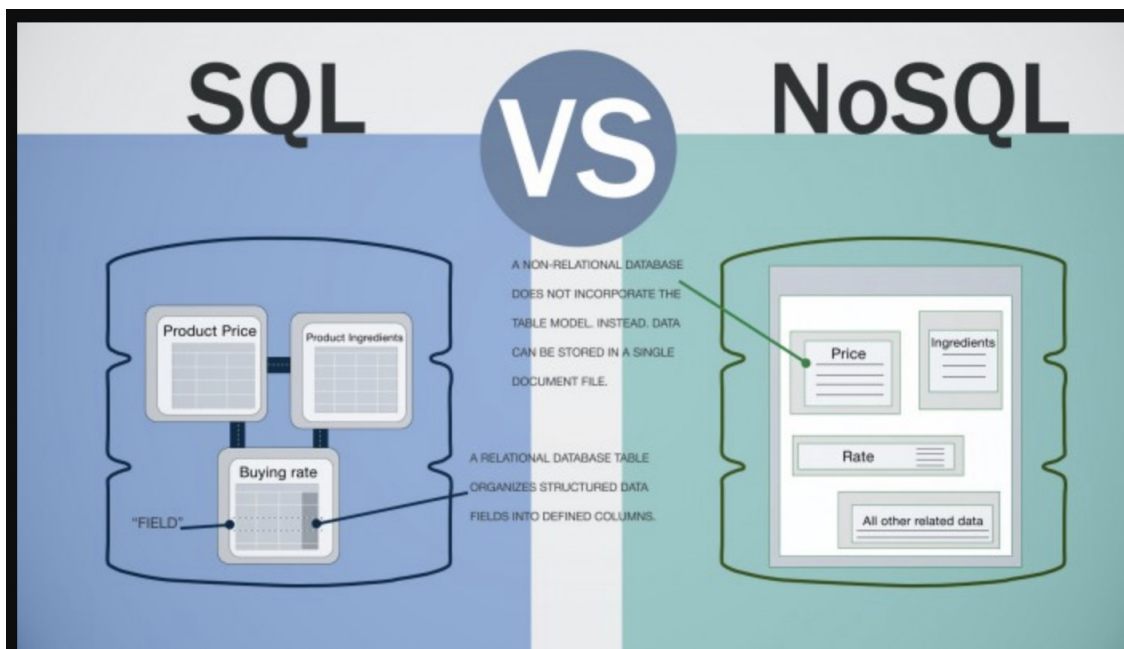 SQL
VS
NoSQL
A NON-RELATIONAL DATABASE
DOES NOT INCORPORATE THE
TABLE MODEL. INSTEAD. DATA
CAN BE STORED IN A SINGLE
DOCUMENT FILE.
Product Price
Product Ingredients
Buying rate
"FIELD"
A RELATIONAL DATABASE TABLE
ORGANIZES STRUCTURED DATA
FIELDS INTO DEFINED COLUMNS.
Price
Ingredients
Rate
All other related data